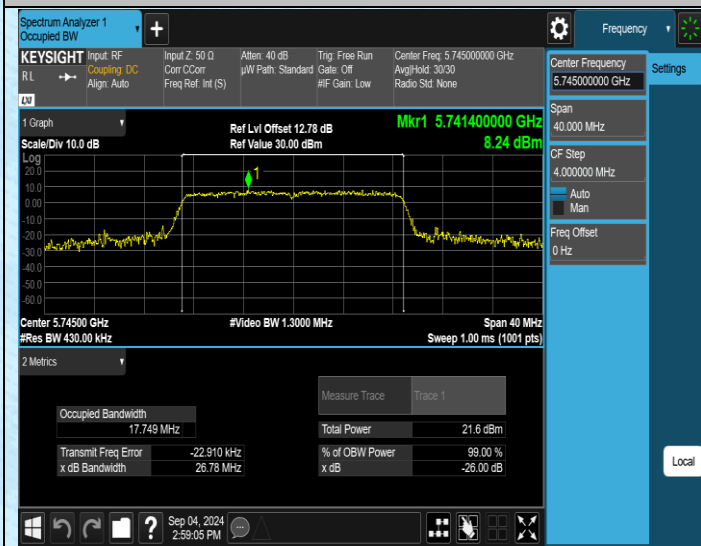 Spectrum Analyzer 1
Occupied BW
Frequency
KEYSIGHT
RL
LXI
Input: RF
Coupling: DC
Align: Auto
Input Z: 50 Ω
Corr CCorr
Freq Ref: Int (S)
Atten: 40 dB
µW Path: Standard
Trig: Free Run
Gate: Off
#IF Gain: Low
Center Freq: 5.745000000 GHz
Avg|Hold: 30/30
Radio Std: None
Center Frequency
5.745000000 GHz
Settings
Span
40.000 MHz
CF Step
4.000000 MHz
Auto
Man
Freq Offset
0 Hz
1 Graph
Scale/Div 10.0 dB
Ref Lvl Offset 12.78 dB
Ref Value 30.00 dBm
Mkr1 5.741400000 GHz
8.24 dBm
Log
20.0
10.0
0.00
-10.0
-20.0
-30.0
-40.0
-50.0
-60.0
1
Center 5.74500 GHz
#Video BW 1.3000 MHz
Span 40 MHz
#Res BW 430.00 kHz
Sweep 1.00 ms (1001 pts)
2 Metrics
Measure Trace
Trace 1
Occupied Bandwidth
17.749 MHz
Total Power
21.6 dBm
Transmit Freq Error
-22.910 kHz
% of OBW Power
99.00 %
x dB Bandwidth
26.78 MHz
x dB
-26.00 dB
Local
Sep 04, 2024
2:59:05 PM